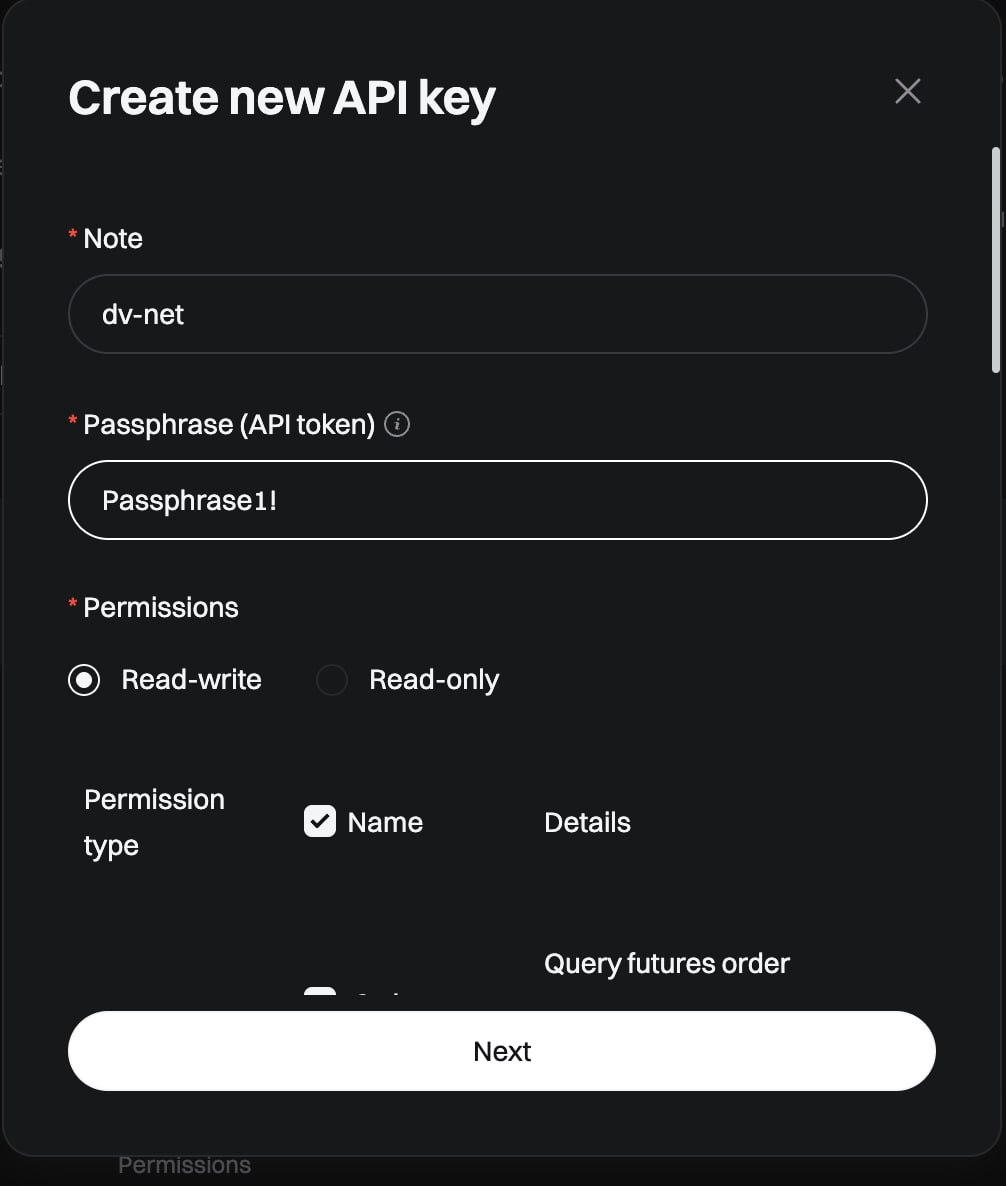 Create new API key
* Note
dv-net
* Passphrase (API token)
Passphrase1!
* Permissions
Read-write
Read-only
Permission
type
Name
Details
Query futures order
Next
Permissions